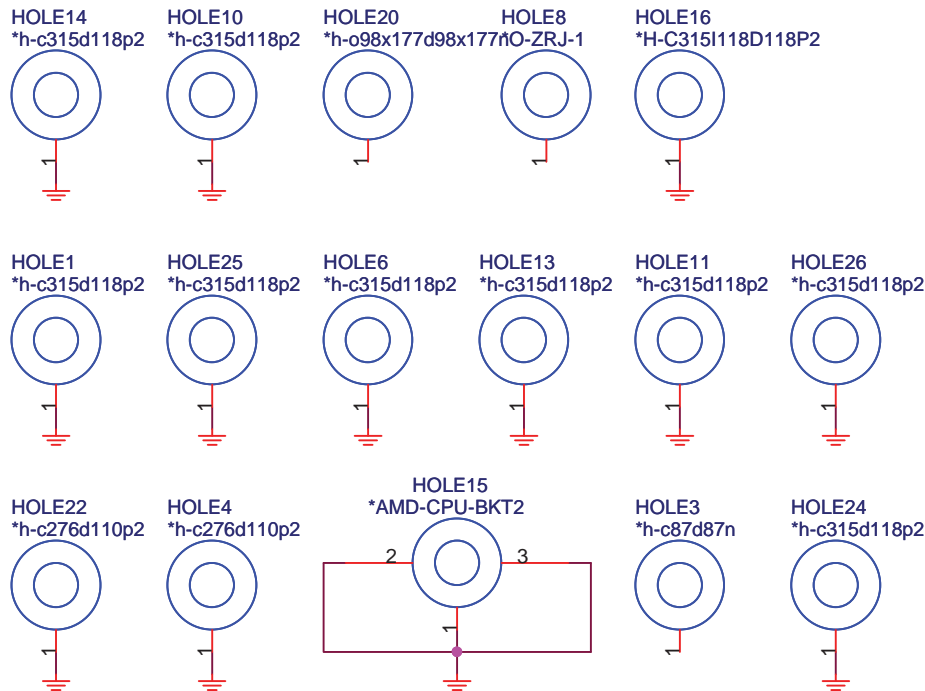 HOLE14 HOLE10 HOLE20 HOLE8 HOLE16
*h-c315d118p2 *h-c315d118p2 *h-o98x177d98x177n *O-ZRJ-1 *H-C315I118D118P2
1 1 1 1 1
HOLE1 HOLE25 HOLE6 HOLE13 HOLE11 HOLE26
*h-c315d118p2 *h-c315d118p2 *h-c315d118p2 *h-c315d118p2 *h-c315d118p2 *h-c315d118p2
1 1 1 1 1 1
HOLE15
HOLE22 HOLE4 *AMD-CPU-BKT2 HOLE3 HOLE24
*h-c276d110p2 *h-c276d110p2 *h-c87d87n *h-c315d118p2
2 3
1 1 1 1 1